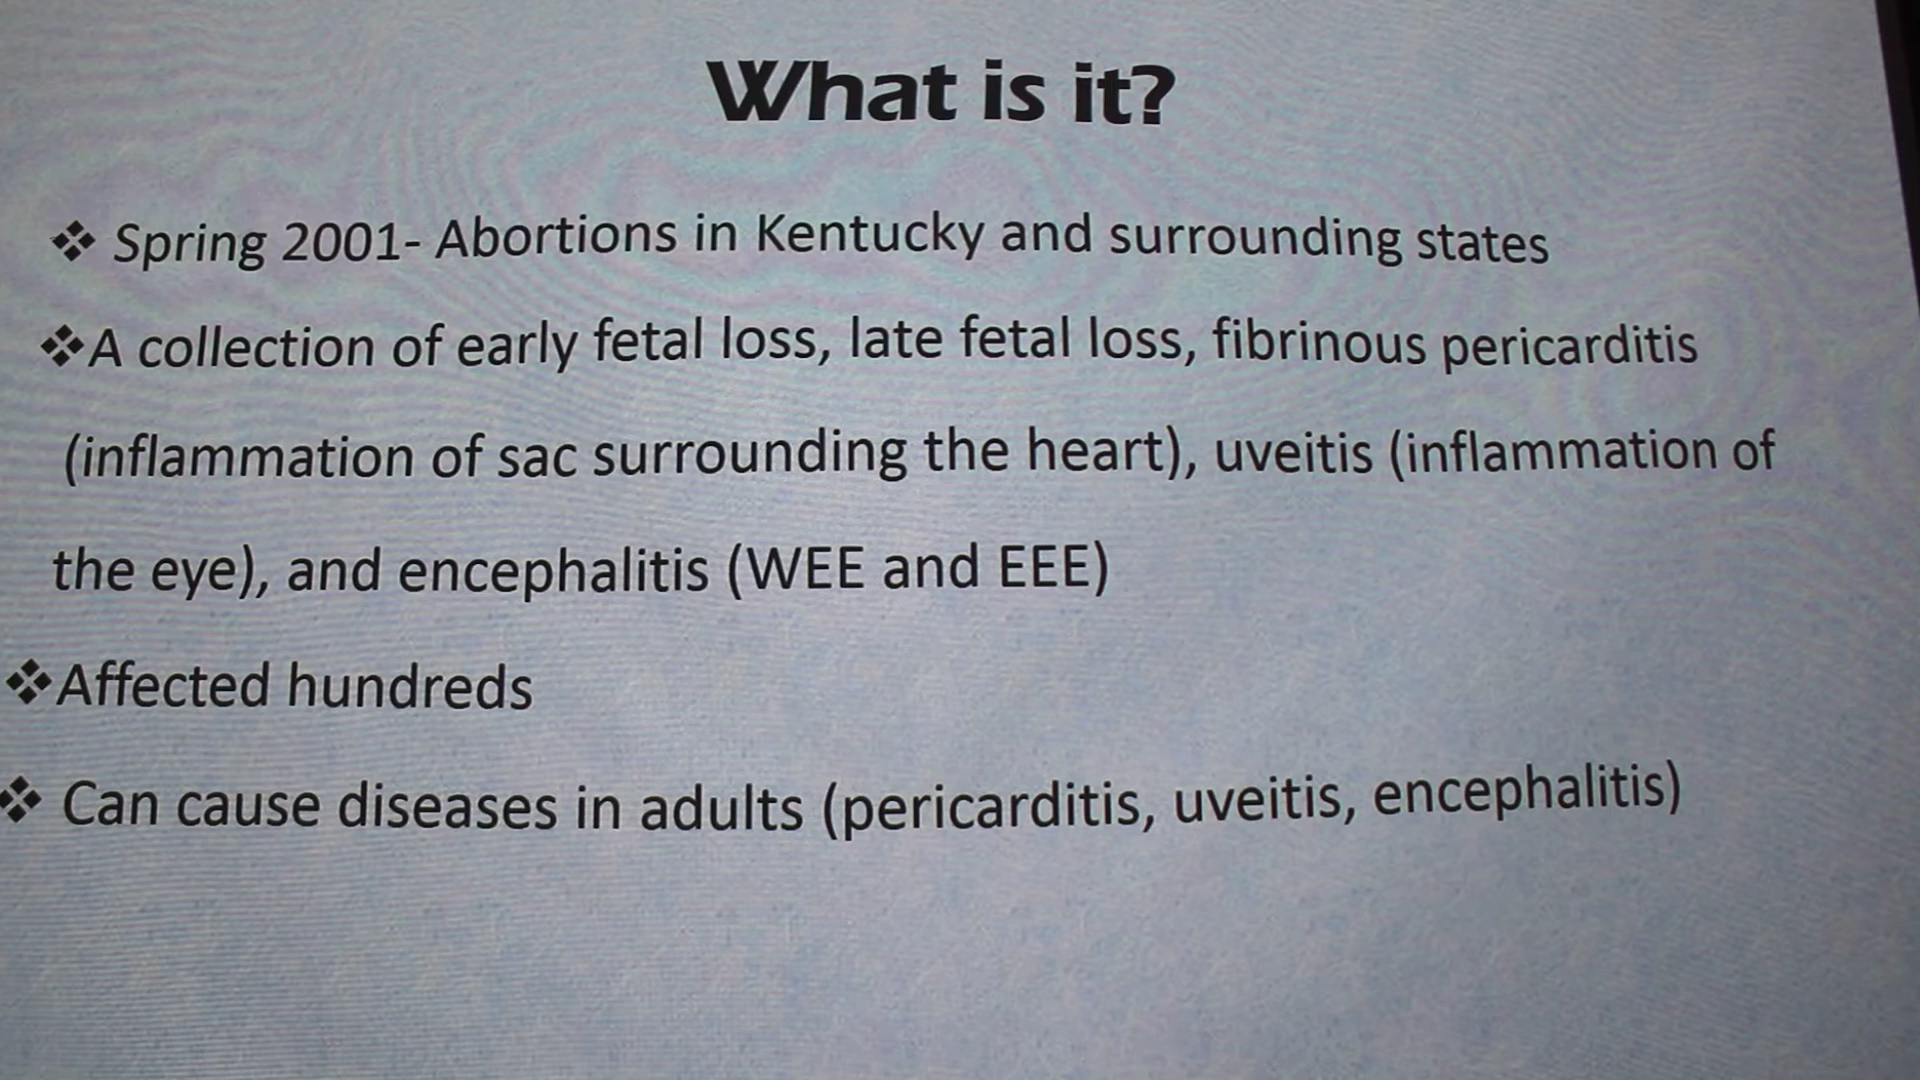 What is it?
❖ Spring 2001- Abortions in Kentucky and surrounding states
❖A collection of early fetal loss, late fetal loss, fibrinous pericarditis
(inflammation of sac surrounding the heart), uveitis (inflammation of
the eye), and encephalitis (WEE and EEE)
❖Affected hundreds
❖ Can cause diseases in adults (pericarditis, uveitis, encephalitis)